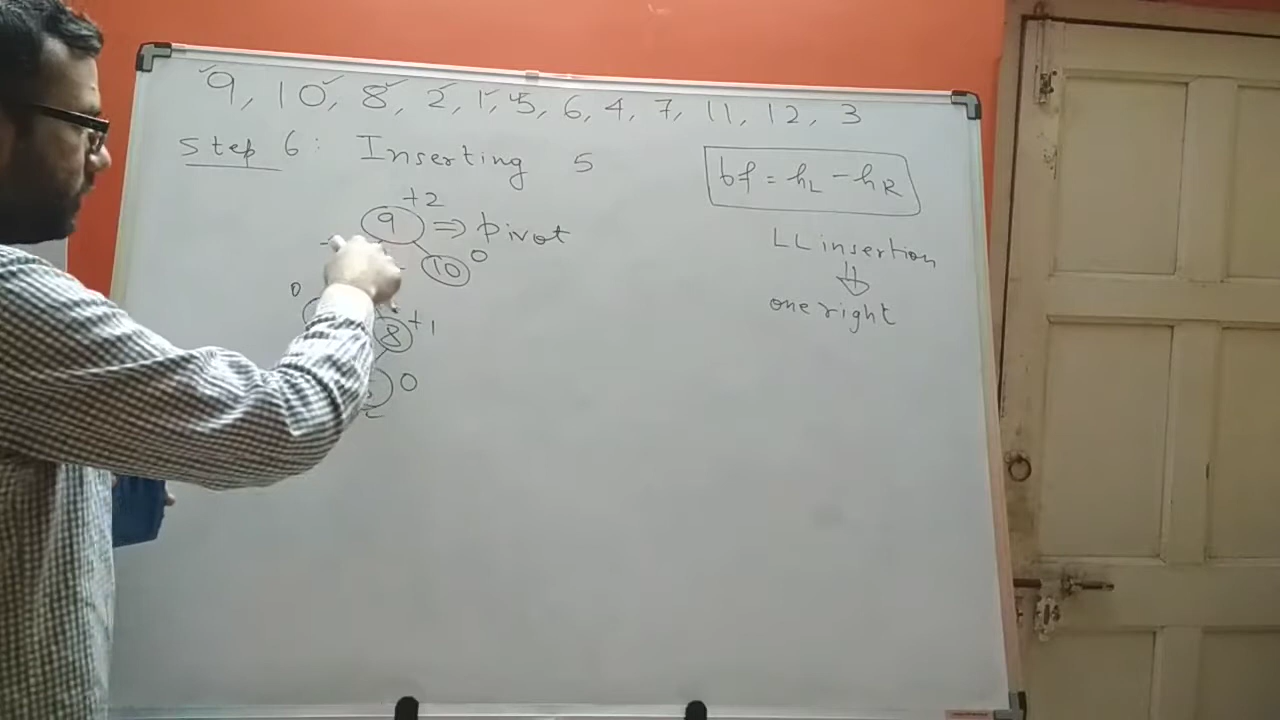 9, 10, 8, 2, 1, 5, 6, 4, 7, 11, 12, 3
Step 6: Inserting 5
bf = hL - hR
+2
9 ⇒ pivot
LL insertion
10 0
⇓
0
one right
8 +1
0